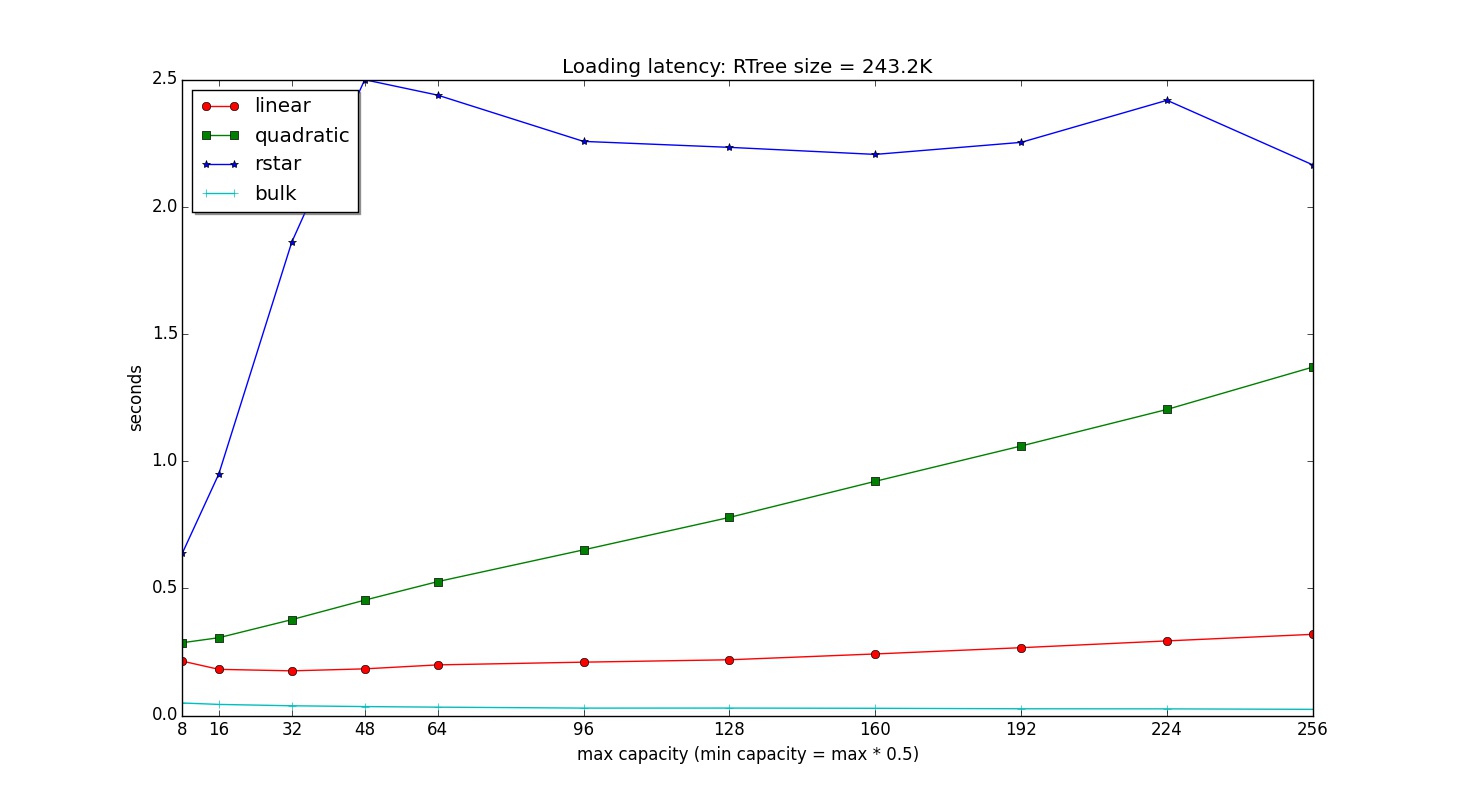 Loading latency: RTree size = 243.2K
2.5
2.0
1.5
1.0
0.5
0.0
seconds
linear
quadratic
rstar
bulk
8 16 32 48 64 96 128 160 192 224 256
max capacity (min capacity = max * 0.5)